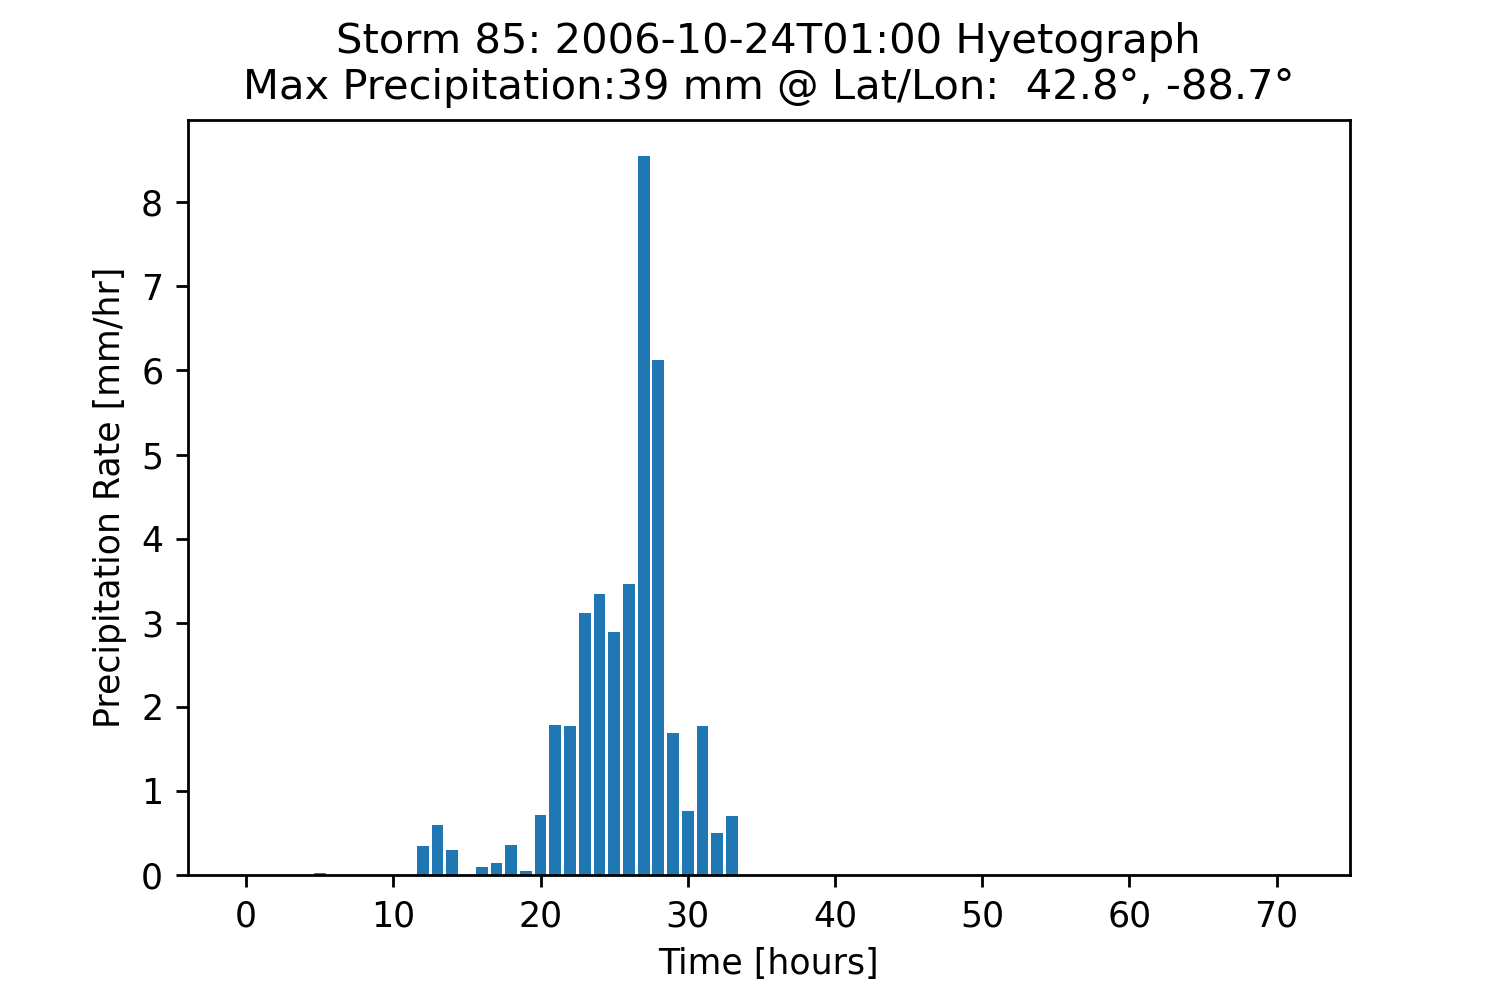 Storm 85: 2006-10-24T01:00 Hyetograph
Max Precipitation:39 mm @ Lat/Lon:  42.8°, -88.7°
Precipitation Rate [mm/hr]
8
7
6
5
4
3
2
1
0
0 10 20 30 40 50 60 70
Time [hours]